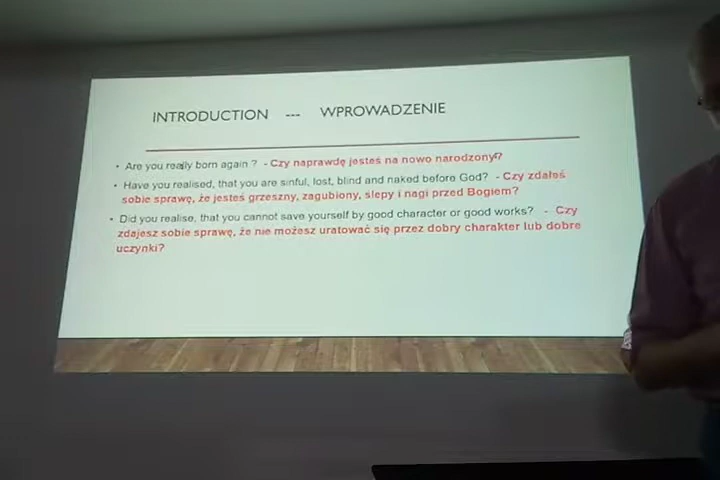 INTRODUCTION --- WPROWADZENIE
• Are you really born again ? - Czy naprawdę jesteś na nowo narodzony?
• Have you realised, that you are sinful, lost, blind and naked before God? - Czy zdałeś
sobie sprawę, że jesteś grzeszny, zagubiony, ślepy i nagi przed Bogiem?
• Did you realise, that you cannot save yourself by good character or good works? - Czy
zdajesz sobie sprawę, że nie możesz uratować się przez dobry charakter lub dobre
uczynki?